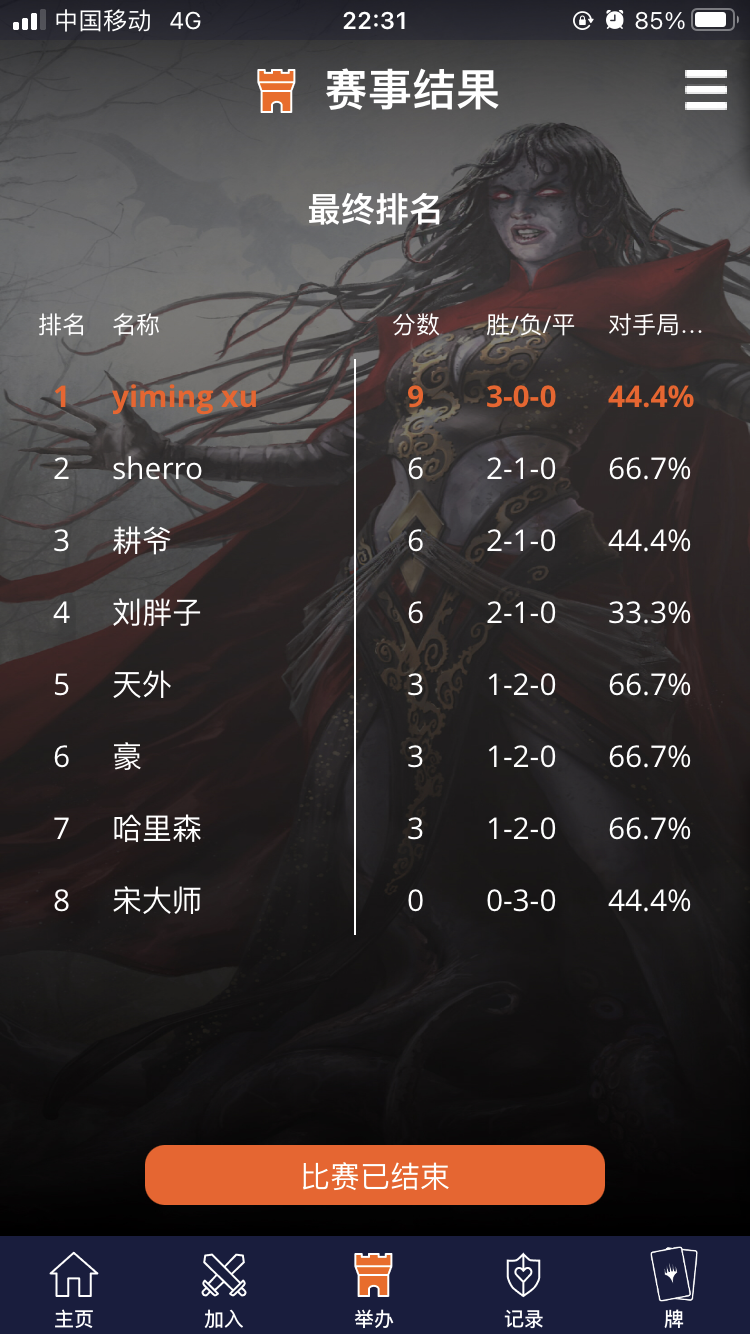 中国移动 4G 22:31 85%
赛事结果
最终排名
排名 名称 分数 胜/负/平 对手局...
1 yiming xu 9 3-0-0 44.4%
2 sherro 6 2-1-0 66.7%
3 耕爷 6 2-1-0 44.4%
4 刘胖子 6 2-1-0 33.3%
5 天外 3 1-2-0 66.7%
6 豪 3 1-2-0 66.7%
7 哈里森 3 1-2-0 66.7%
8 宋大师 0 0-3-0 44.4%
比赛已结束
主页 加入 举办 记录 牌